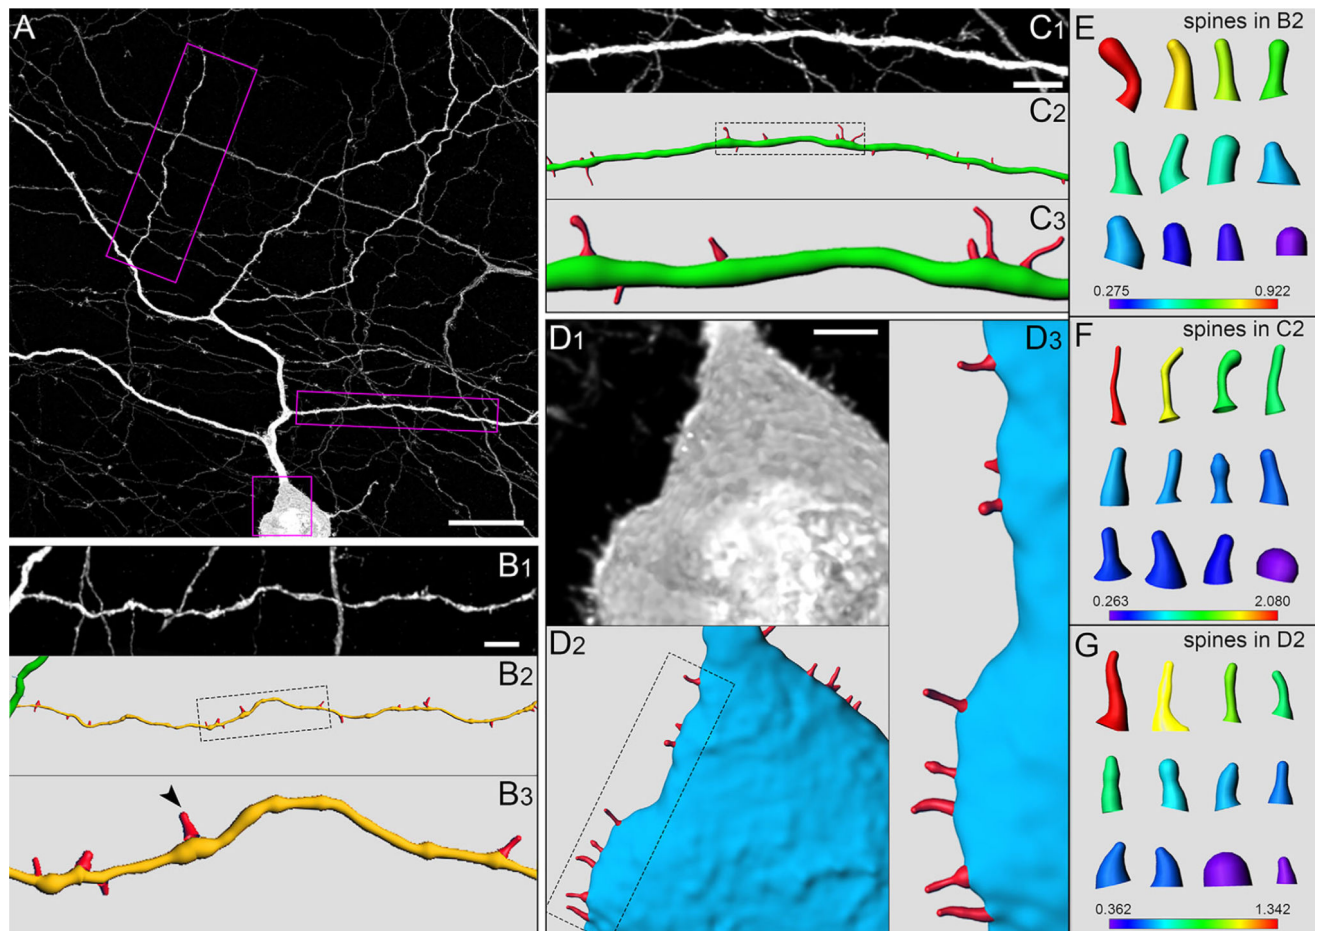 A
B1
B2
B3
C1
C2
C3
D1
D3
D2
E spines in B2
0.275 0.922
F spines in C2
0.263 2.080
G spines in D2
0.362 1.342